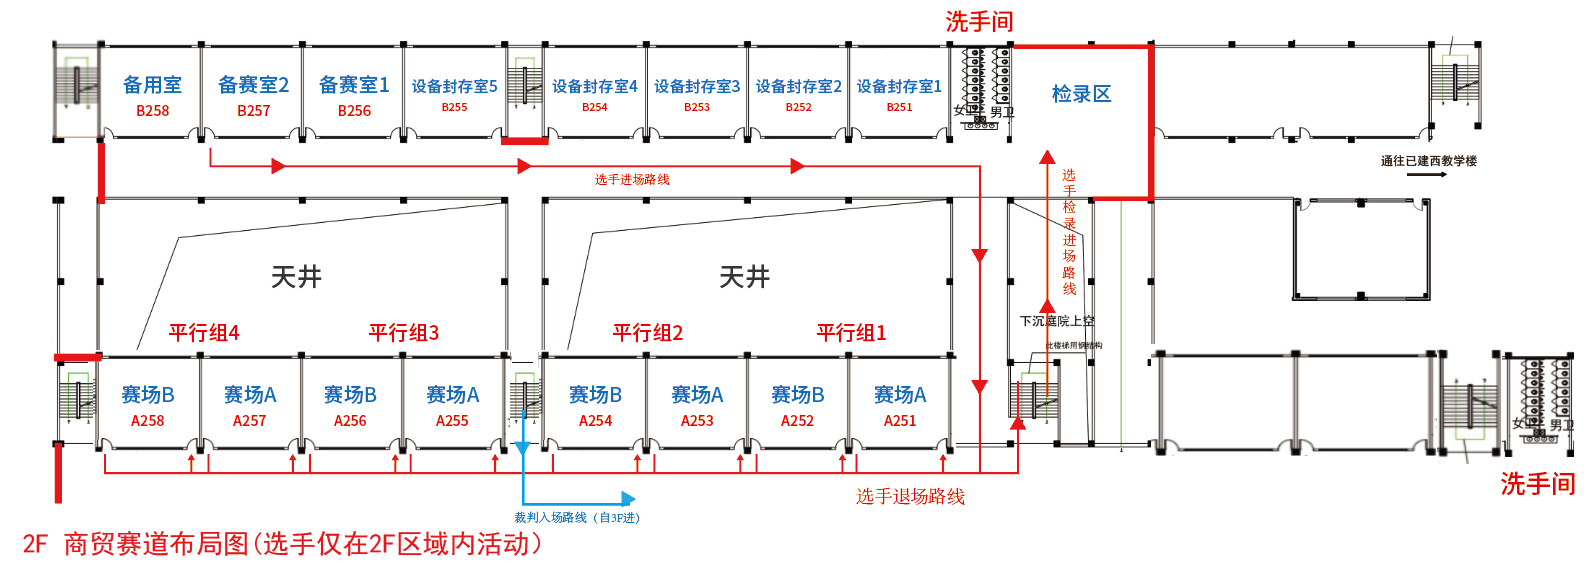 洗手间
备用室
B258
备赛室2
B257
备赛室1
B256
设备封存室5
B255
设备封存室4
B254
设备封存室3
B253
设备封存室2
B252
设备封存室1
B251
女卫
男卫
检录区
通往已建西教学楼
选手进场路线
选手检录进场路线
天井
天井
下沉庭院上空
此楼梯用钢结构
平行组4
平行组3
平行组2
平行组1
赛场B
A258
赛场A
A257
赛场B
A256
赛场A
A255
赛场B
A254
赛场A
A253
赛场B
A252
赛场A
A251
女卫
男卫
洗手间
选手退场路线
裁判入场路线（自3F进）
2F 商贸赛道布局图(选手仅在2F区域内活动）